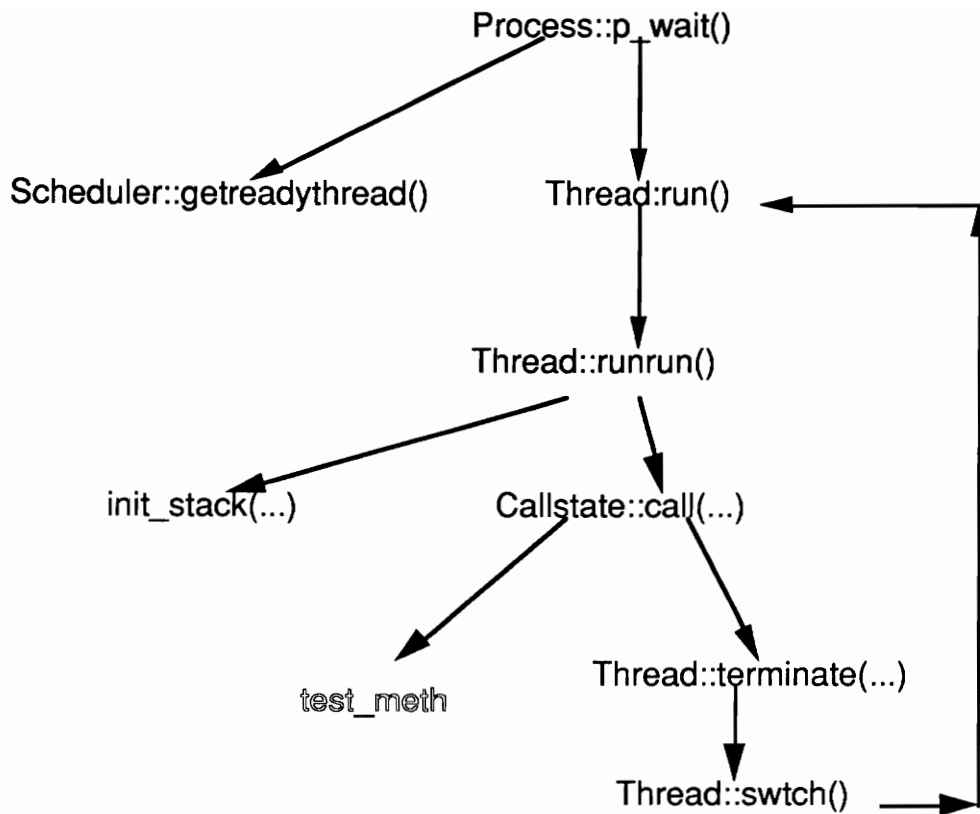 Process::p_wait()
Scheduler::getreadythread()
Thread:run()
Thread::runrun()
init_stack(...)
Callstate::call(...)
Thread::terminate(...)
test_meth
Thread::swtch()